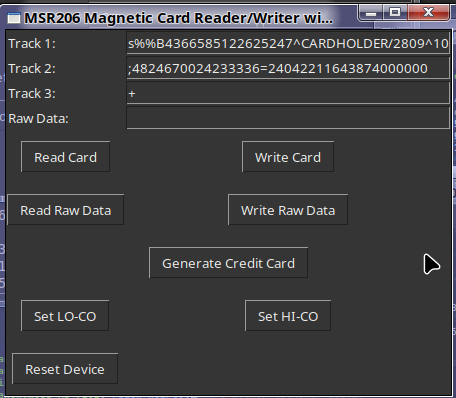 MSR206 Magnetic Card Reader/Writer wi...
Track 1: s%%B4366585122625247^CARDHOLDER/2809^10
Track 2: ;4824670024233336=24042211643874000000
Track 3: +
Raw Data:
Read Card Write Card
Read Raw Data Write Raw Data
Generate Credit Card
Set LO-CO Set HI-CO
Reset Device